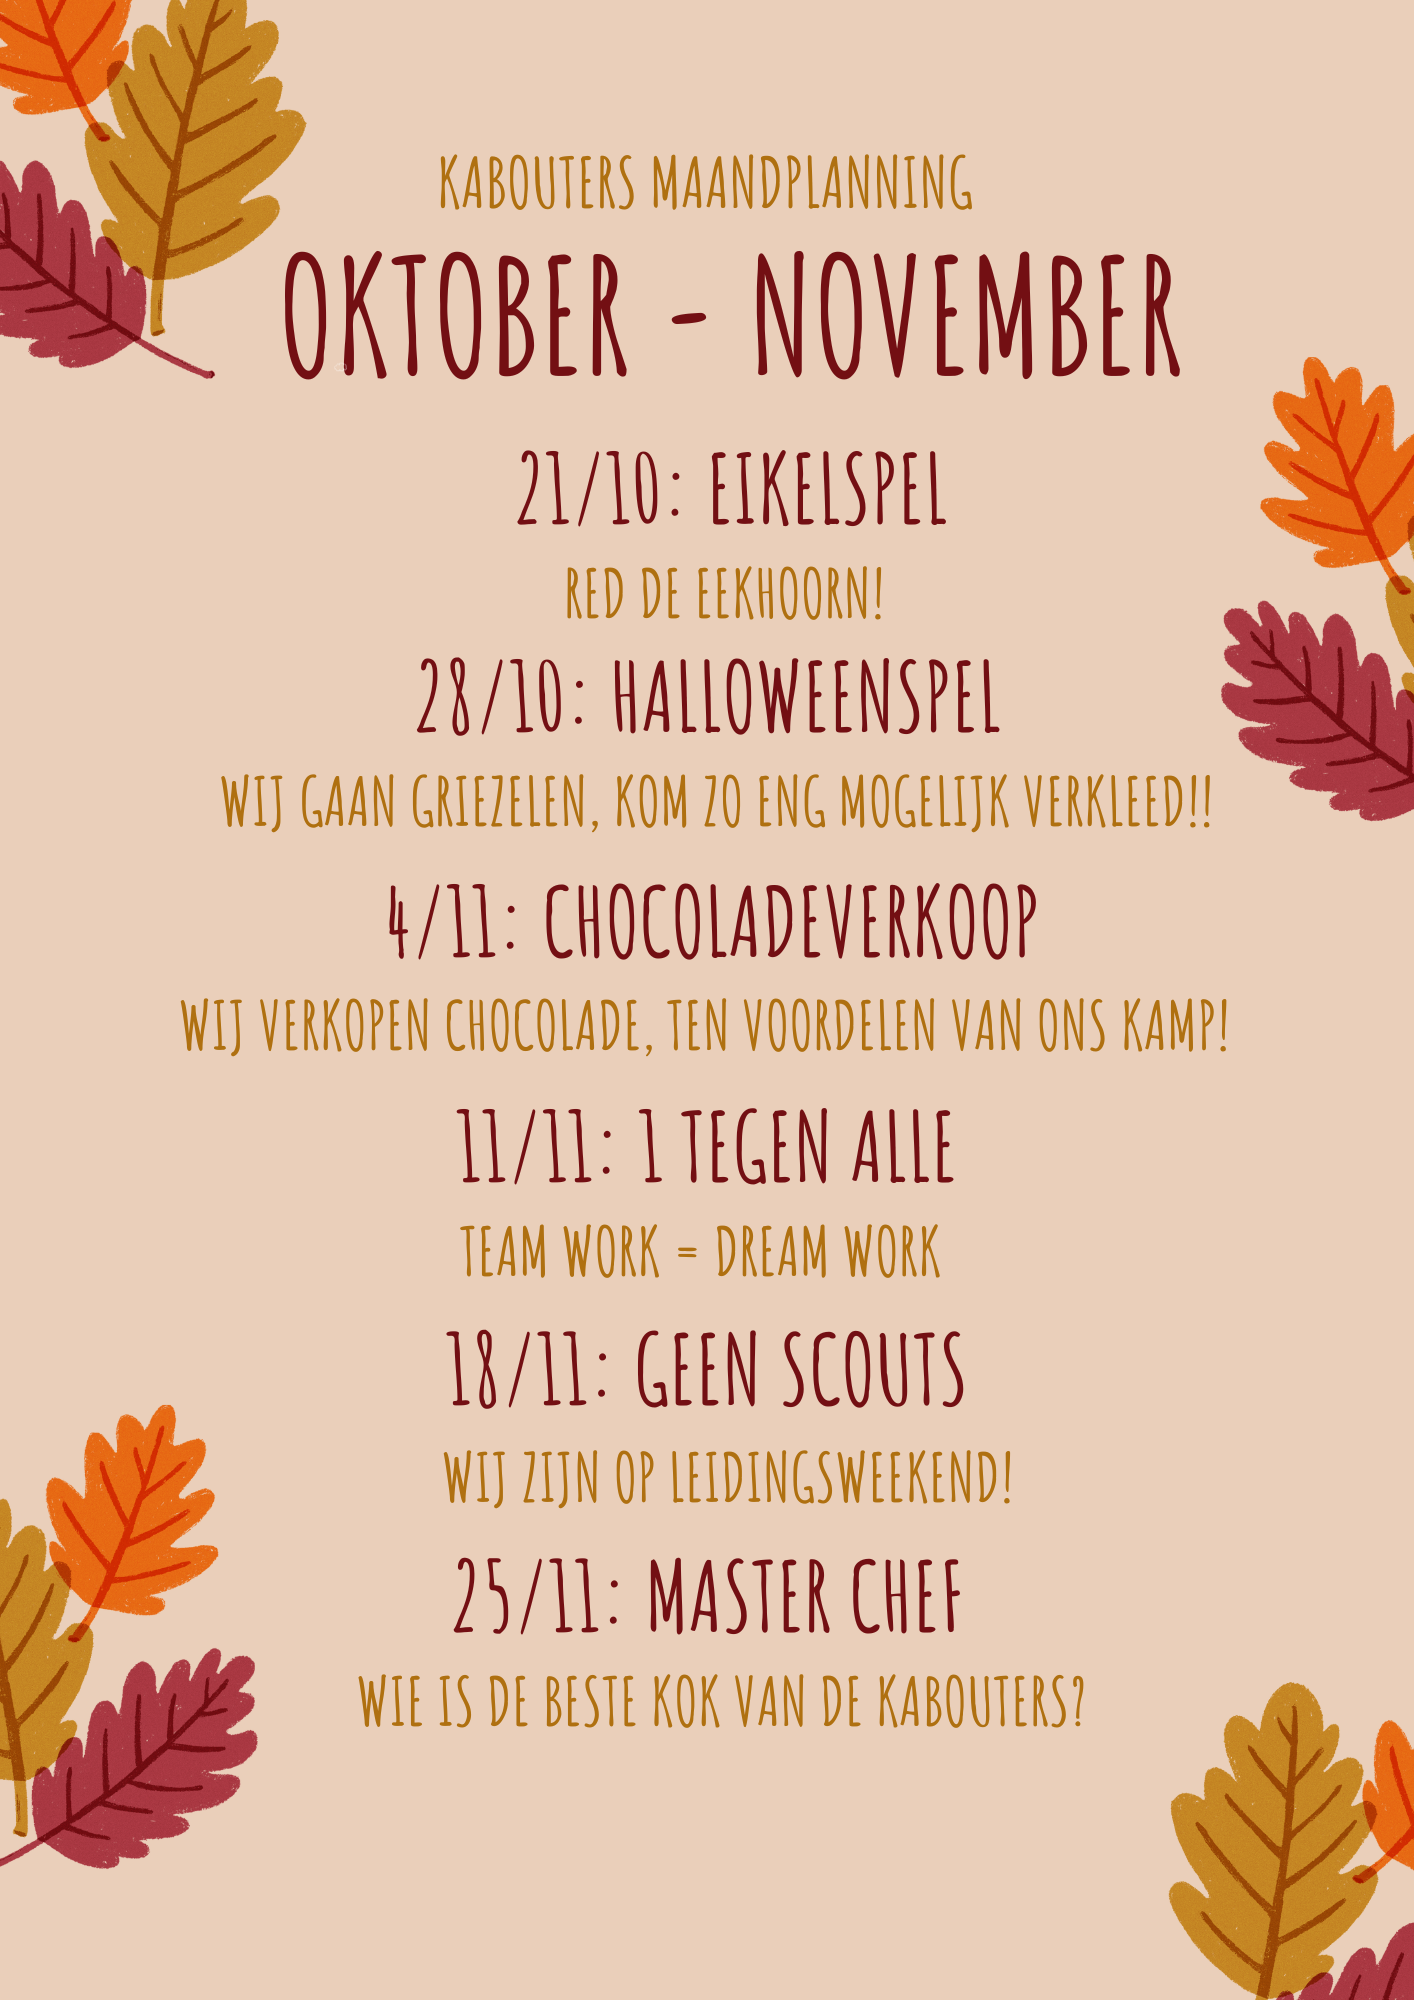 KABOUTERS MAANDPLANNING
OKTOBER - NOVEMBER
21/10: EIKELSPEL
RED DE EEKHOORN!
28/10: HALLOWEENSPEL
WIJ GAAN GRIEZELEN, KOM ZO ENG MOGELIJK VERKLEED!!
4/11: CHOCOLADEVERKOOP
WIJ VERKOPEN CHOCOLADE, TEN VOORDELEN VAN ONS KAMP!
11/11: 1 TEGEN ALLE
TEAM WORK = DREAM WORK
18/11: GEEN SCOUTS
WIJ ZIJN OP LEIDINGSWEEKEND!
25/11: MASTER CHEF
WIE IS DE BESTE KOK VAN DE KABOUTERS?